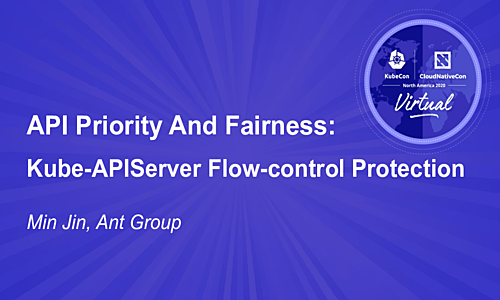 KubeCon
CloudNativeCon
North America 2020
Virtual
API Priority And Fairness:
Kube-APIServer Flow-control Protection
Min Jin, Ant Group